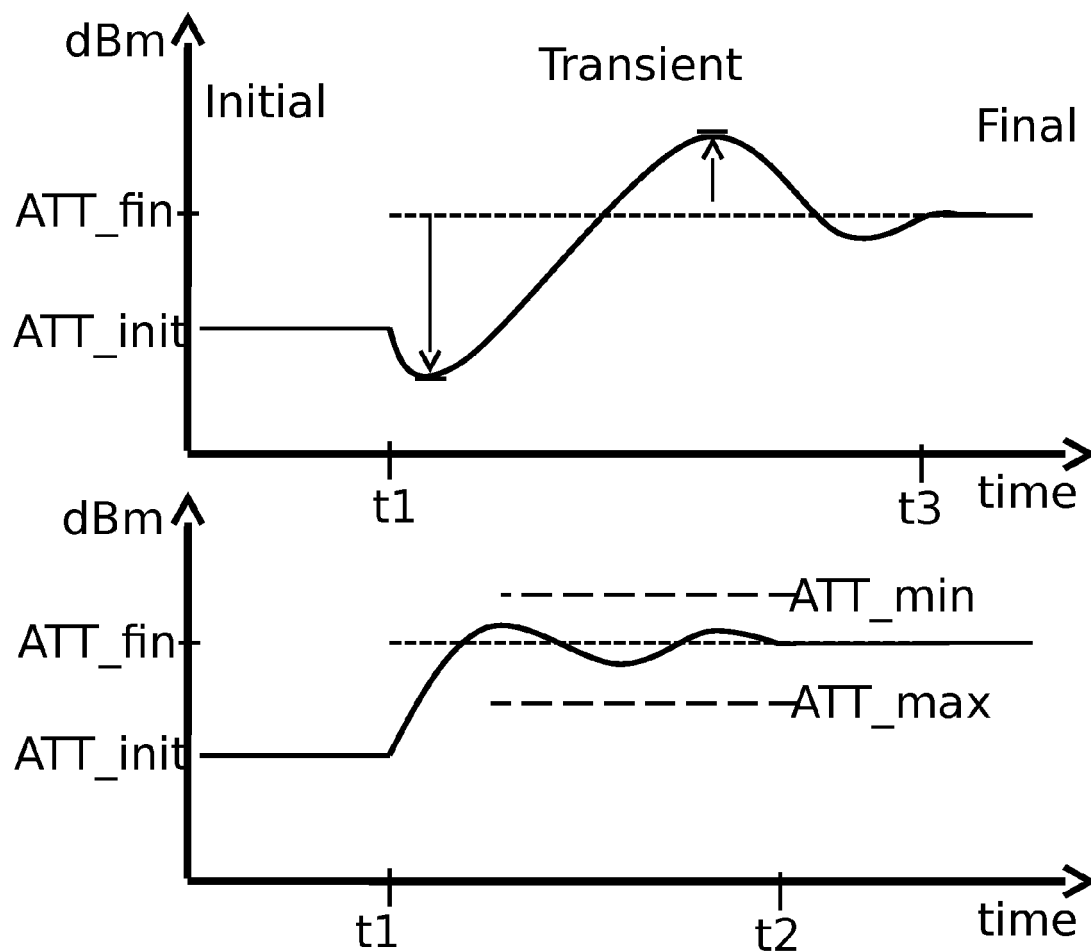 dBm
Transient
Initial
Final
ATT_fin
ATT_init
t1
t3
time
dBm
ATT_min
ATT_fin
ATT_max
ATT_init
t1
t2
time